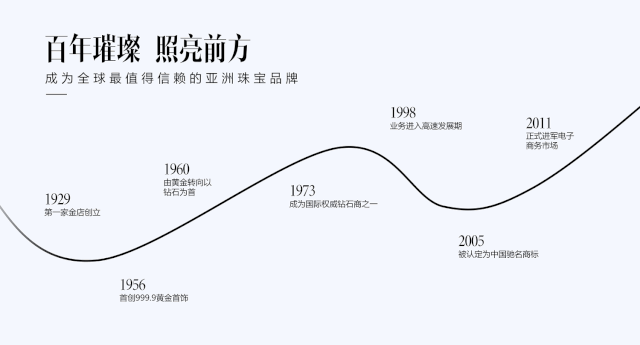 百年璀璨 照亮前方
成为全球最值得信赖的亚洲珠宝品牌
1929
第一家金店创立
1956
首创999.9黄金首饰
1960
由黄金转向以
钻石为首
1973
成为国际权威钻石商之一
1998
业务进入高速发展期
2005
被认定为中国驰名商标
2011
正式进军电子
商务市场